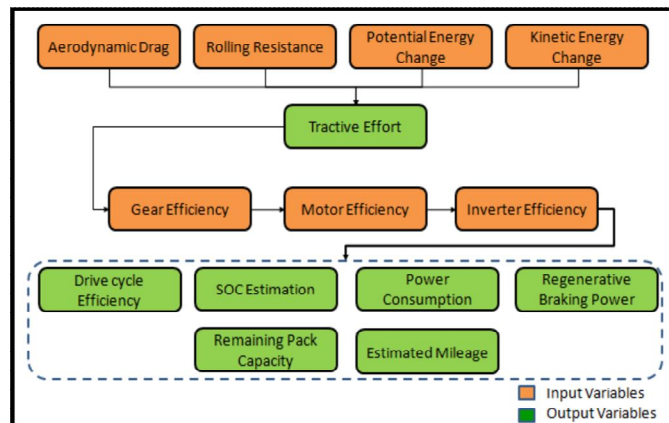 Aerodynamic Drag
Rolling Resistance
Potential Energy
Change
Kinetic Energy
Change
Tractive Effort
Gear Efficiency
Motor Efficiency
Inverter Efficiency
Drive cycle
Efficiency
SOC Estimation
Power
Consumption
Regenerative
Braking Power
Remaining Pack
Capacity
Estimated Mileage
Input Variables
Output Variables